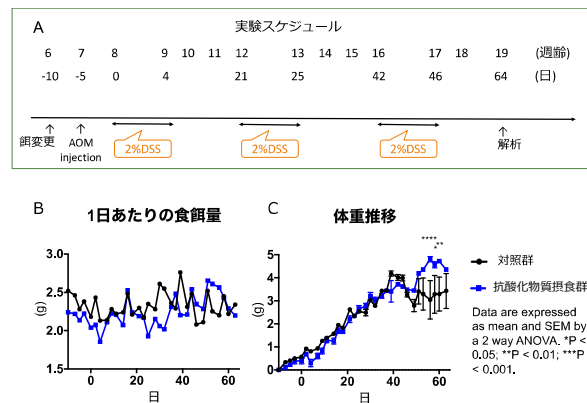 A
実験スケジュール
6 7 8 9 10 11 12 13 14 15 16 17 18 19 (週齢)
-10 -5 0 4 21 25 42 46 64 (日)
餌変更 AOM 解析
injection
2%DSS 2%DSS 2%DSS
B
1日あたりの食餌量
3.0
2.5
2.0
1.5
(g)
0 20 40 60
日
C
体重推移
**** ***
5
4
3
2
1
0
(g)
0 20 40 60
日
対照群
抗酸化物質摂食群
Data are expressed
as mean and SEM by
a 2 way ANOVA. *P <
0.05; **P < 0.01; ***P
< 0.001.